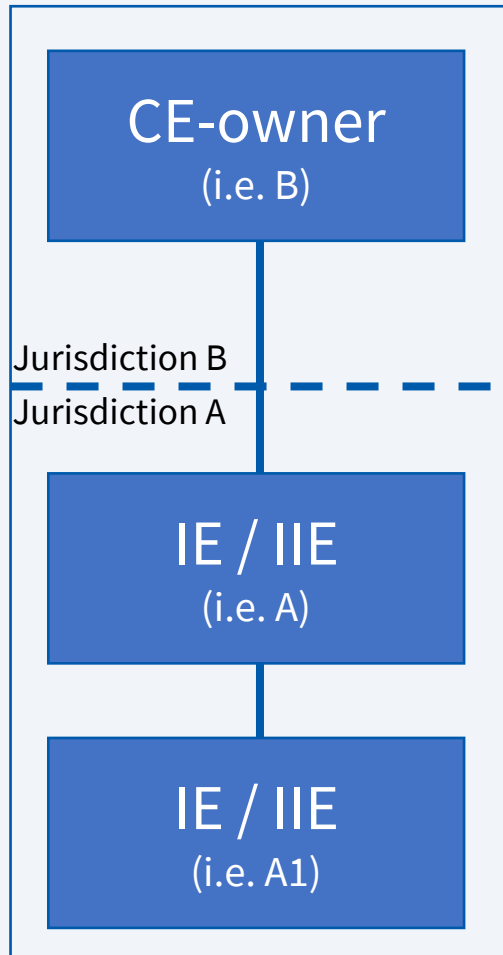 CE-owner
(i.e. B)
Jurisdiction B
Jurisdiction A
IE / IIE
(i.e. A)
IE / IIE
(i.e. A1)